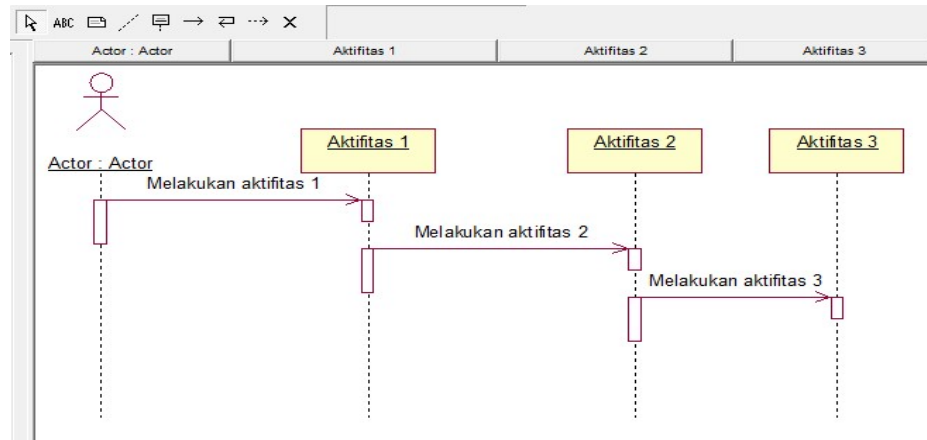 ABC
Actor : Actor
Aktifitas 1
Aktifitas 2
Aktifitas 3
Actor : Actor
Aktifitas 1
Aktifitas 2
Aktifitas 3
Melakukan aktifitas 1
Melakukan aktifitas 2
Melakukan aktifitas 3